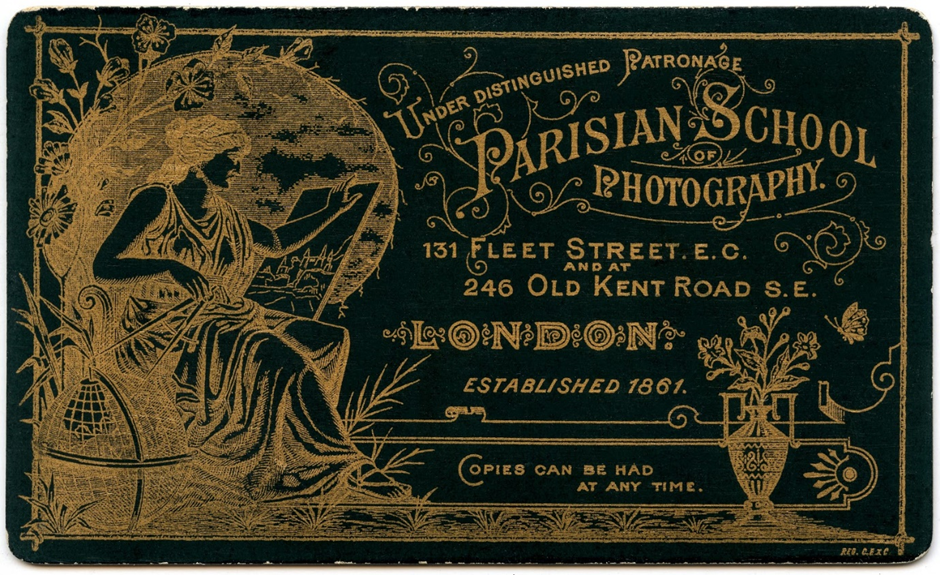 UNDER DISTINGUISHED PATRONAGE
PARISIAN SCHOOL
OF
PHOTOGRAPHY.
131 FLEET STREET. E.C.
AND AT
246 OLD KENT ROAD S.E.
LONDON.
ESTABLISHED 1861.
COPIES CAN BE HAD
AT ANY TIME.
REG. C.E&C.